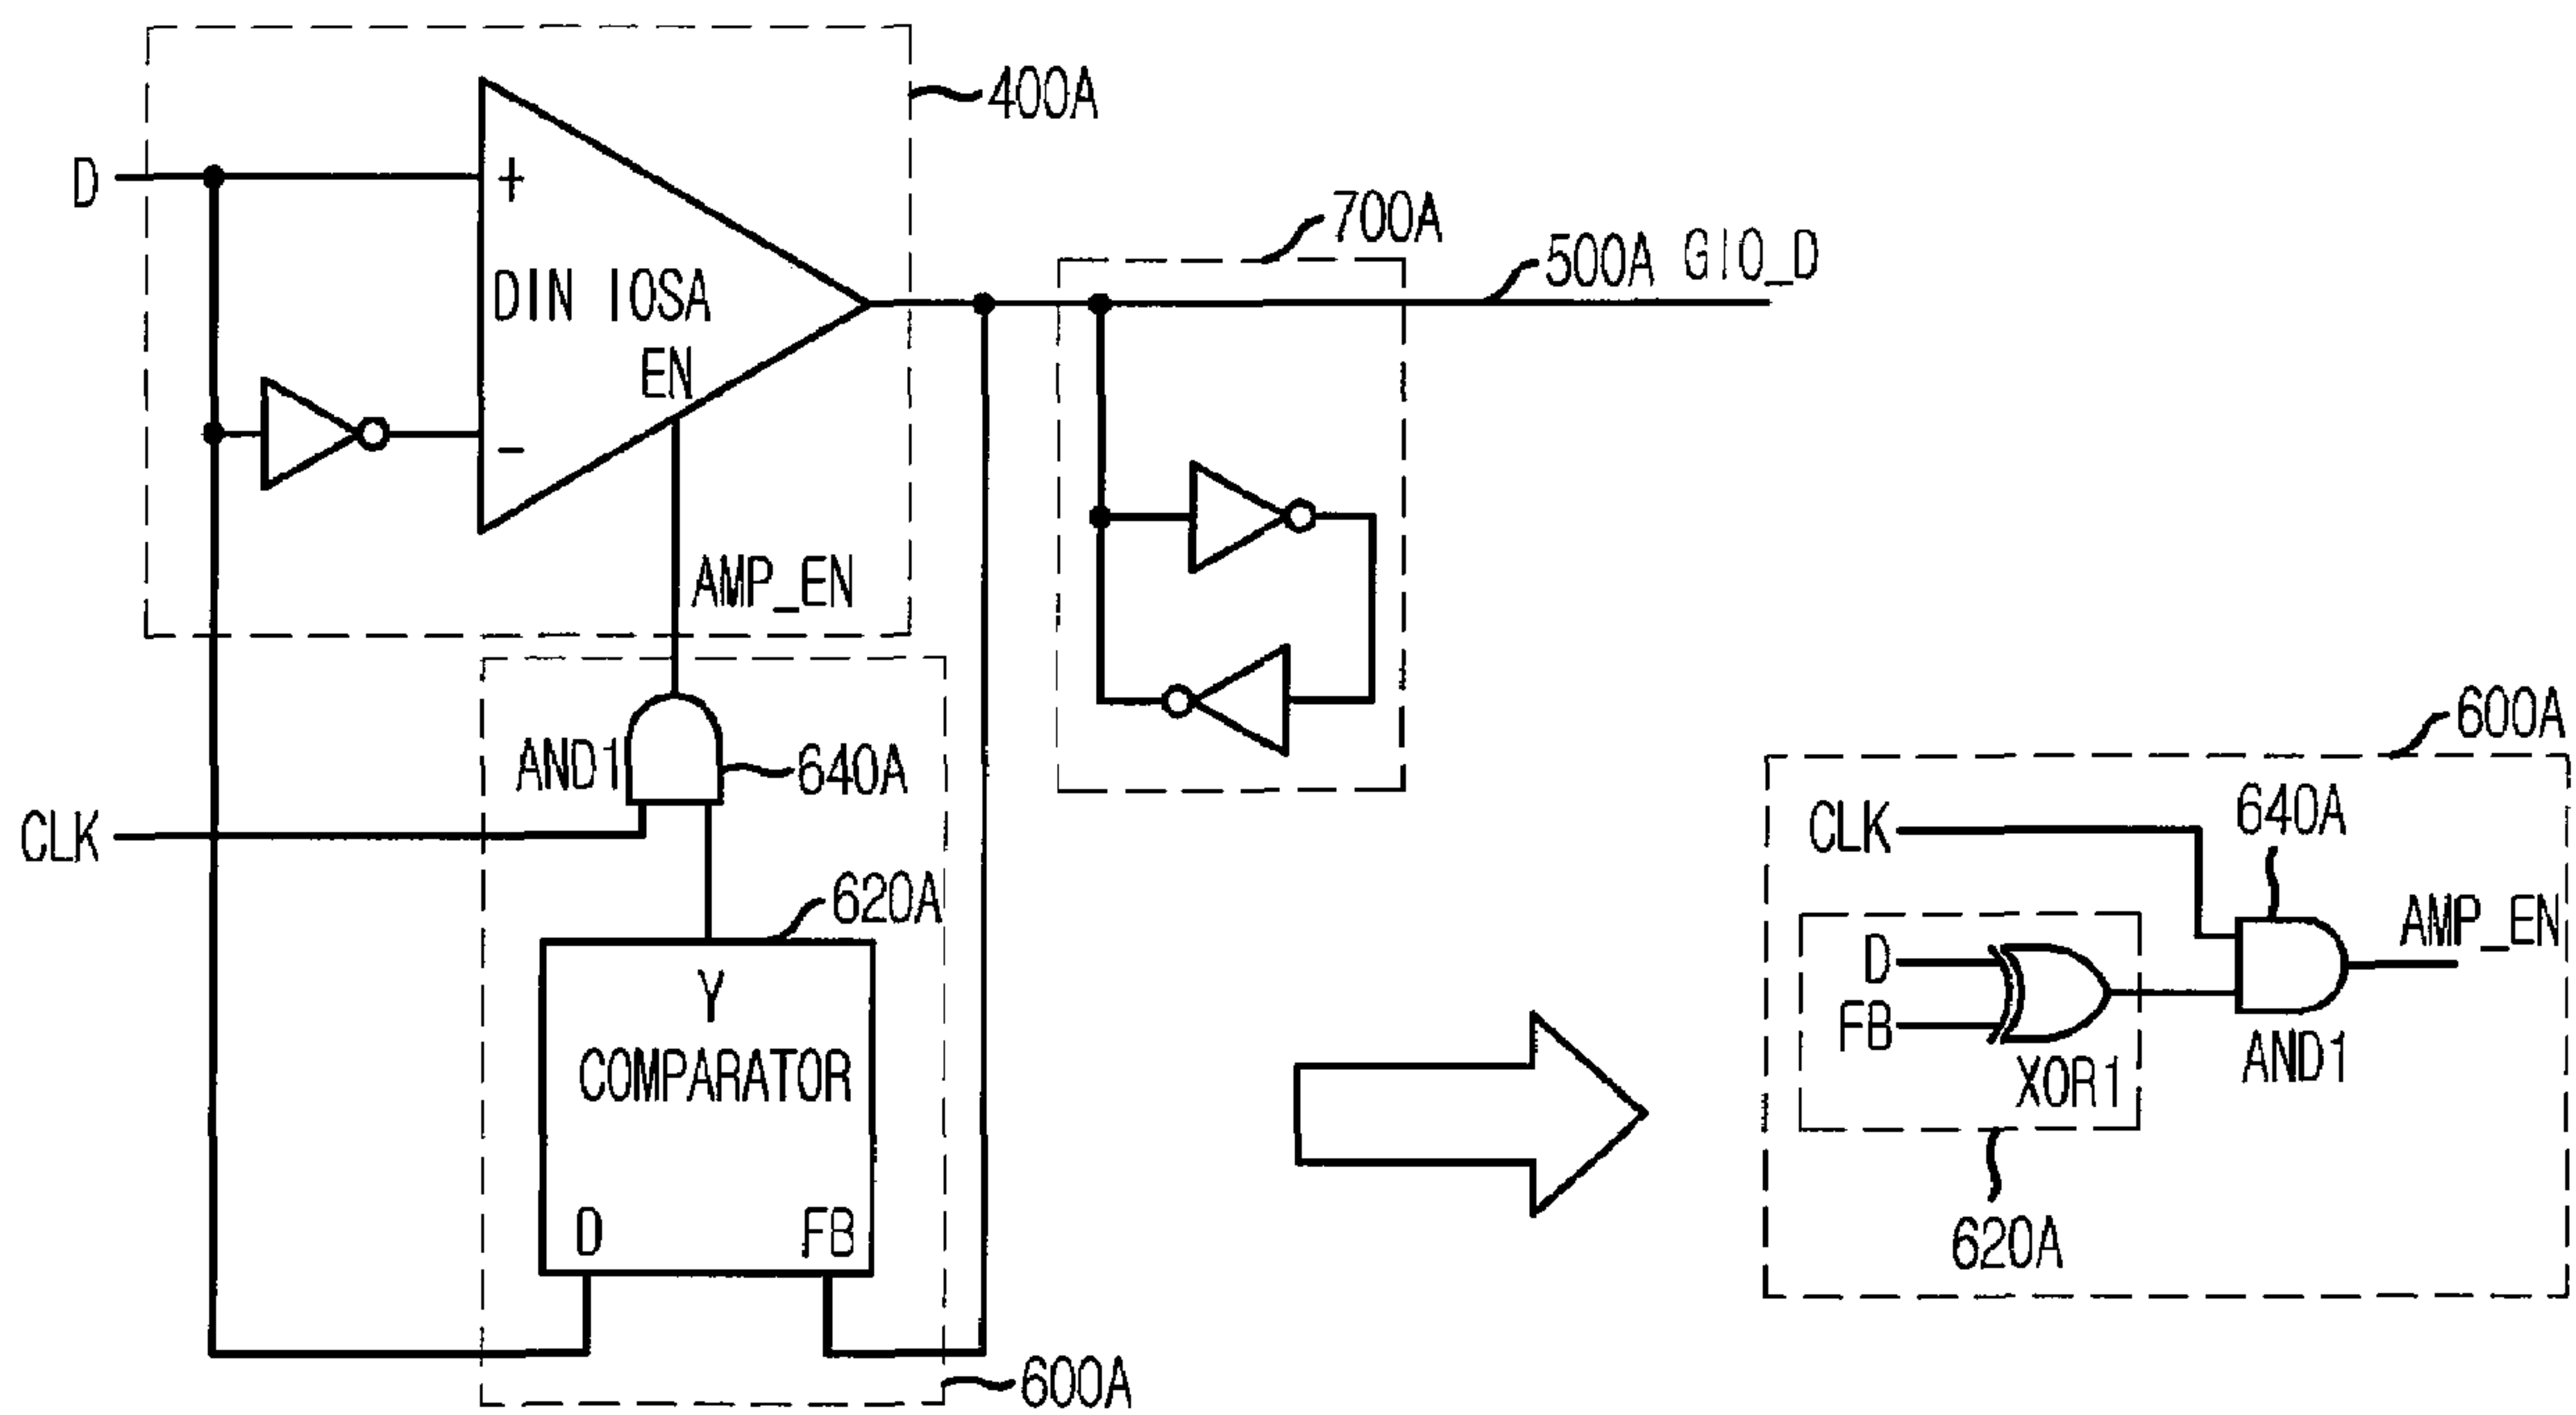 400A
D
+
DIN IOSA
EN
-
AMP_EN
700A
500A GIO_D
AND1
640A
CLK
620A
Y
COMPARATOR
D
FB
600A
600A
CLK
640A
D
FB
AMP_EN
XOR1
AND1
620A